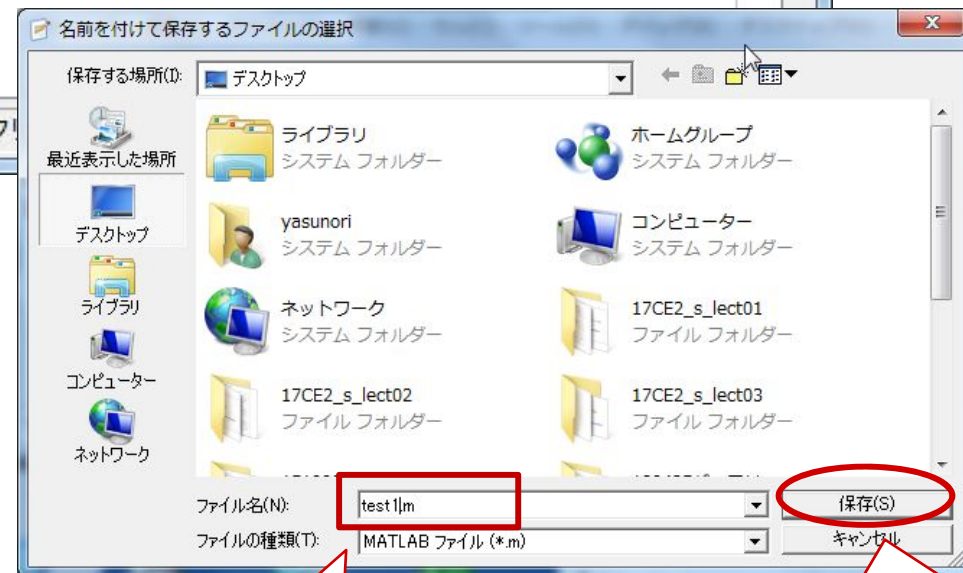 名前を付けて保存するファイルの選択
保存する場所(I):
デスクトップ
最近表示した場所
デスクトップ
ライブラリ
コンピューター
ネットワーク
ライブラリ
システム フォルダー
ホームグループ
システム フォルダー
yasunori
システム フォルダー
コンピューター
システム フォルダー
ネットワーク
システム フォルダー
17CE2_s_lect01
ファイル フォルダー
17CE2_s_lect02
ファイル フォルダー
17CE2_s_lect03
ファイル フォルダー
ファイル名(N):
test1.m
保存(S)
ファイルの種類(T):
MATLAB ファイル (*.m)
キャンセル